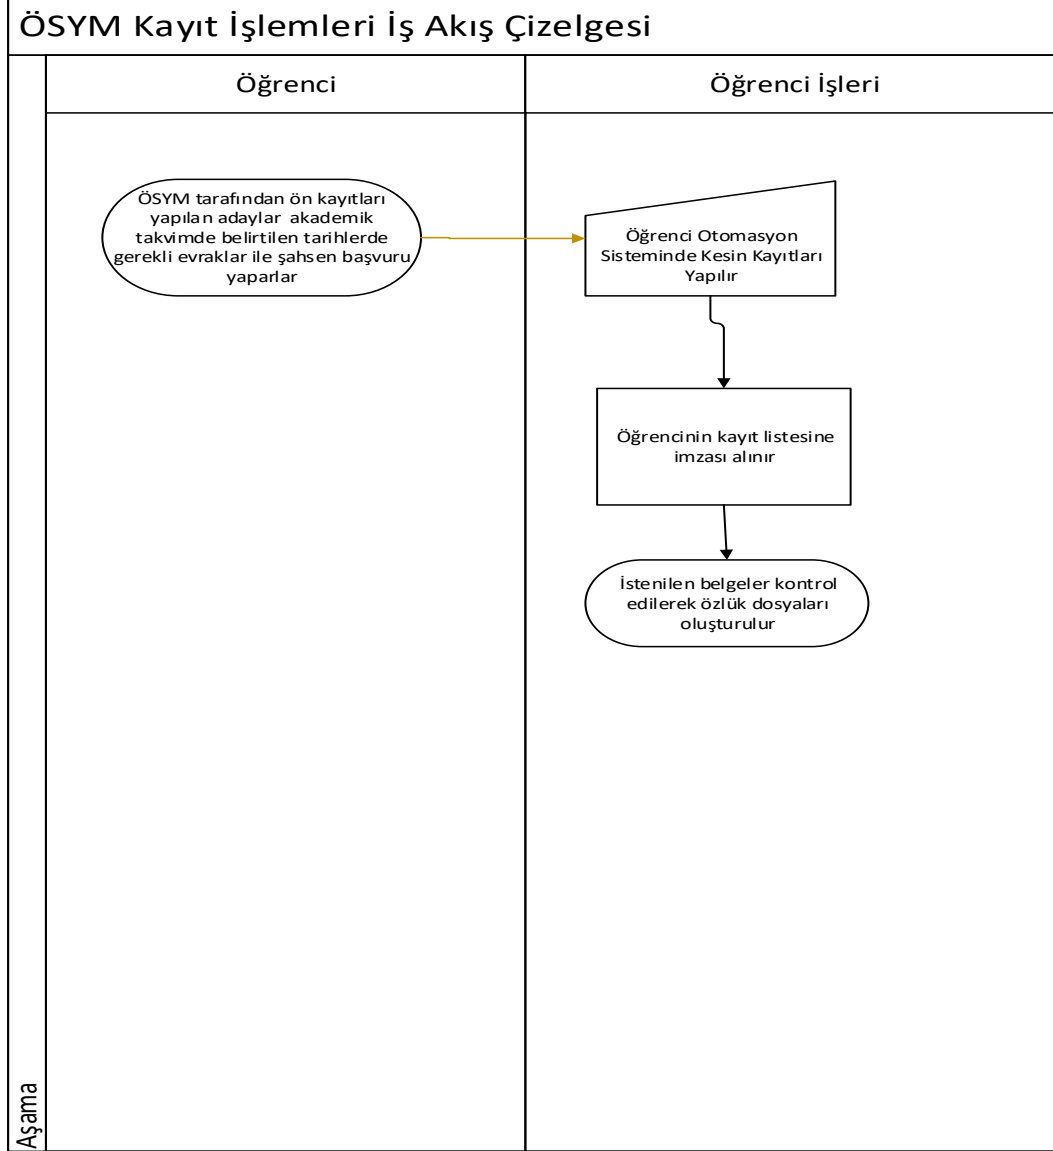 ÖSYM Kayıt İşlemleri İş Akış Çizelgesi
Öğrenci
Öğrenci İşleri
ÖSYM tarafından ön kayıtları
yapılan adaylar akademik
takvimde belirtilen tarihlerde
gerekli evraklar ile şahsen başvuru
yaparlar
Öğrenci Otomasyon
Sisteminde Kesin Kayıtları
Yapılır
Öğrencinin kayıt listesine
imzası alınır
İstenilen belgeler kontrol
edilerek özlük dosyaları
oluşturulur
Aşama